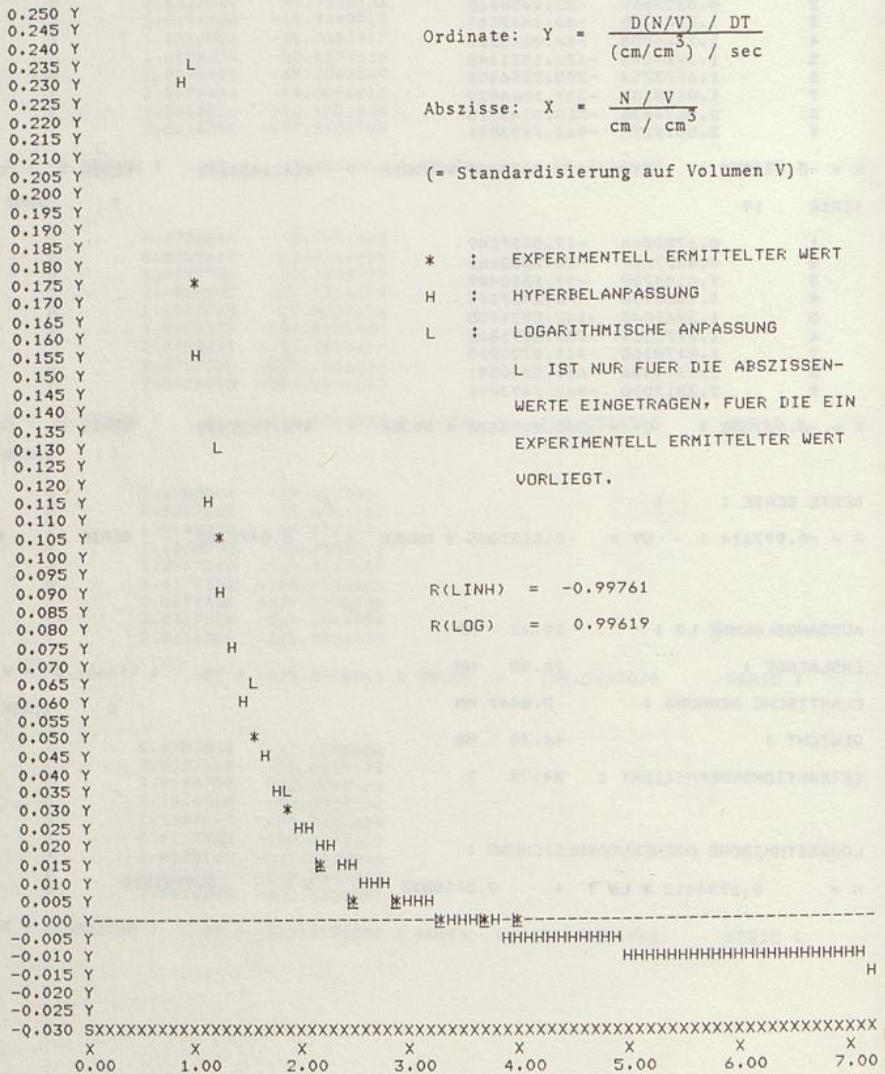 0.250 Y
0.245 Y
Ordinate: Y = D(N/V) / DT
(cm/cm³) / sec
0.240 Y
0.235 Y L
0.230 Y H
0.225 Y
Abszisse: X = N / V
cm / cm³
0.220 Y
0.215 Y
0.210 Y
0.205 Y (= Standardisierung auf Volumen V)
0.200 Y
0.195 Y
0.190 Y
0.185 Y
0.180 Y * : EXPERIMENTELL ERMITTELTER WERT
0.175 Y *
0.170 Y H : HYPERBELANPASSUNG
0.165 Y
0.160 Y L : LOGARITHMISCHE ANPASSUNG
0.155 Y H
0.150 Y L IST NUR FUER DIE ABSZISSEN-
0.145 Y
0.140 Y WERTE EINGETRAGEN, FUER DIE EIN
0.135 Y
0.130 Y L EXPERIMENTELL ERMITTELTER WERT
0.125 Y
0.120 Y VORLIEGT.
0.115 Y H
0.110 Y
0.105 Y *
0.100 Y
0.095 Y
0.090 Y H R(LINH) = -0.99761
0.085 Y
0.080 Y R(LOG) = 0.99619
0.075 Y H
0.070 Y
0.065 Y L
0.060 Y H
0.055 Y
0.050 Y *
0.045 Y H
0.040 Y
0.035 Y HL
0.030 Y *
0.025 Y HH
0.020 Y HH
0.015 Y * HH
0.010 Y HHH
0.005 Y * *HHH
0.000 Y--------------------------------*HHH*H-*----------------------------------
-0.005 Y HHHHHHHHHHH
-0.010 Y HHHHHHHHHHHHHHHHHHHHHHH
-0.015 Y H
-0.020 Y
-0.025 Y
-0.030 SXXXXXXXXXXXXXXXXXXXXXXXXXXXXXXXXXXXXXXXXXXXXXXXXXXXXXXXXXXXXXXXXXXXXXXX
X X X X X X X X
0.00 1.00 2.00 3.00 4.00 5.00 6.00 7.00